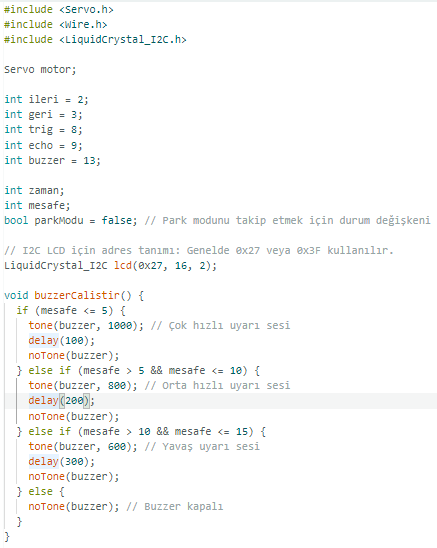 #include <Servo.h>
#include <Wire.h>
#include <LiquidCrystal_I2C.h>

Servo motor;

int ileri = 2;
int geri = 3;
int trig = 8;
int echo = 9;
int buzzer = 13;

int zaman;
int mesafe;
bool parkModu = false; // Park modunu takip etmek için durum değişkeni

// I2C LCD için adres tanımı: Genelde 0x27 veya 0x3F kullanılır.
LiquidCrystal_I2C lcd(0x27, 16, 2);

void buzzerCalistir() {
  if (mesafe <= 5) {
    tone(buzzer, 1000); // Çok hızlı uyarı sesi
    delay(100);
    noTone(buzzer);
  } else if (mesafe > 5 && mesafe <= 10) {
    tone(buzzer, 800); // Orta hızlı uyarı sesi
    delay(200);
    noTone(buzzer);
  } else if (mesafe > 10 && mesafe <= 15) {
    tone(buzzer, 600); // Yavaş uyarı sesi
    delay(300);
    noTone(buzzer);
  } else {
    noTone(buzzer); // Buzzer kapalı
  }
}